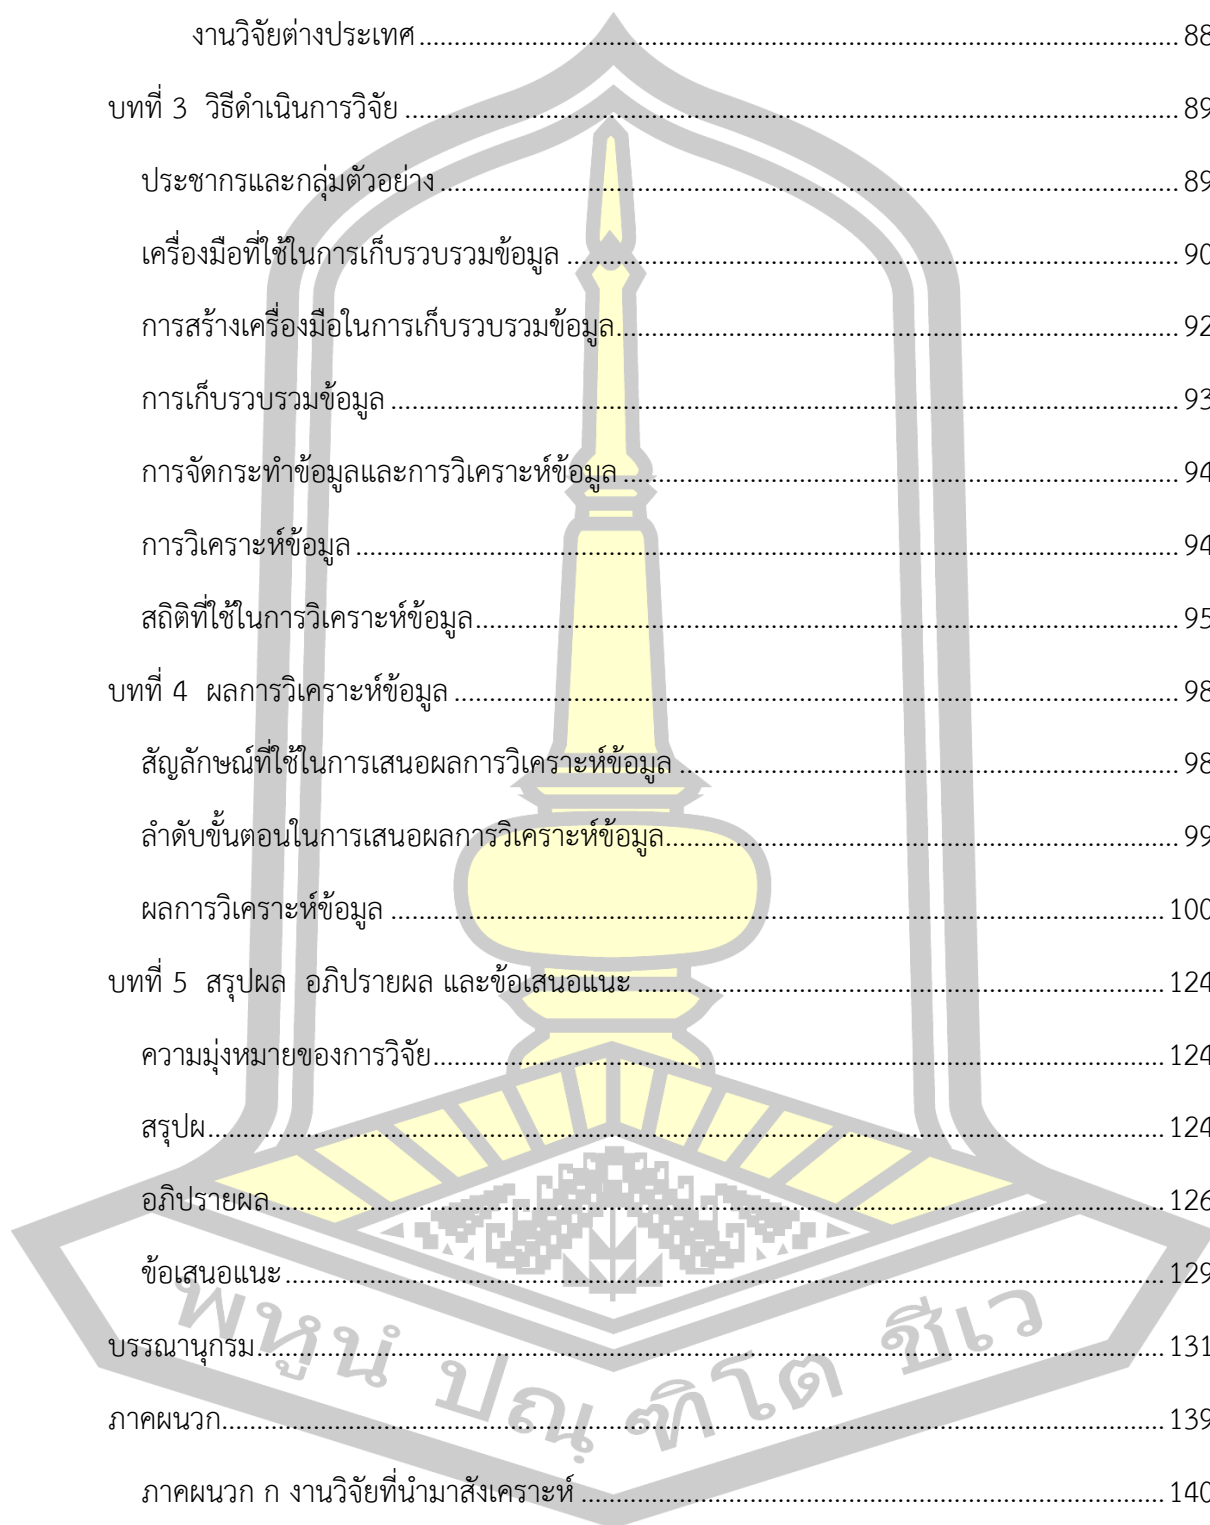 งานวิจัยต่างประเทศ........................................................................................................... 88
บทที่ 3 วิธีดำเนินการวิจัย ............................................................................................................. 89
ประชากรและกลุ่มตัวอย่าง ........................................................................................................ 89
เครื่องมือที่ใช้ในการเก็บรวบรวมข้อมูล ...................................................................................... 90
การสร้างเครื่องมือในการเก็บรวบรวมข้อมูล................................................................................ 92
การเก็บรวบรวมข้อมูล ............................................................................................................... 93
การจัดกระทำข้อมูลและการวิเคราะห์ข้อมูล ............................................................................... 94
การวิเคราะห์ข้อมูล .................................................................................................................... 94
สถิติที่ใช้ในการวิเคราะห์ข้อมูล................................................................................................... 95
บทที่ 4 ผลการวิเคราะห์ข้อมูล ...................................................................................................... 98
สัญลักษณ์ที่ใช้ในการเสนอผลการวิเคราะห์ข้อมูล ....................................................................... 98
ลำดับขั้นตอนในการเสนอผลการวิเคราะห์ข้อมูล......................................................................... 99
ผลการวิเคราะห์ข้อมูล ............................................................................................................. 100
บทที่ 5 สรุปผล อภิปรายผล และข้อเสนอแนะ ........................................................................... 124
ความมุ่งหมายของการวิจัย....................................................................................................... 124
สรุปผ....................................................................................................................................... 124
อภิปรายผล.............................................................................................................................. 126
ข้อเสนอแนะ ............................................................................................................................ 129
บรรณานุกรม................................................................................................................................. 131
ภาคผนวก...................................................................................................................................... 139
ภาคผนวก ก งานวิจัยที่นำมาสังเคราะห์ ................................................................................... 140
พหูนํ ปณฺฑิโต ชีเว